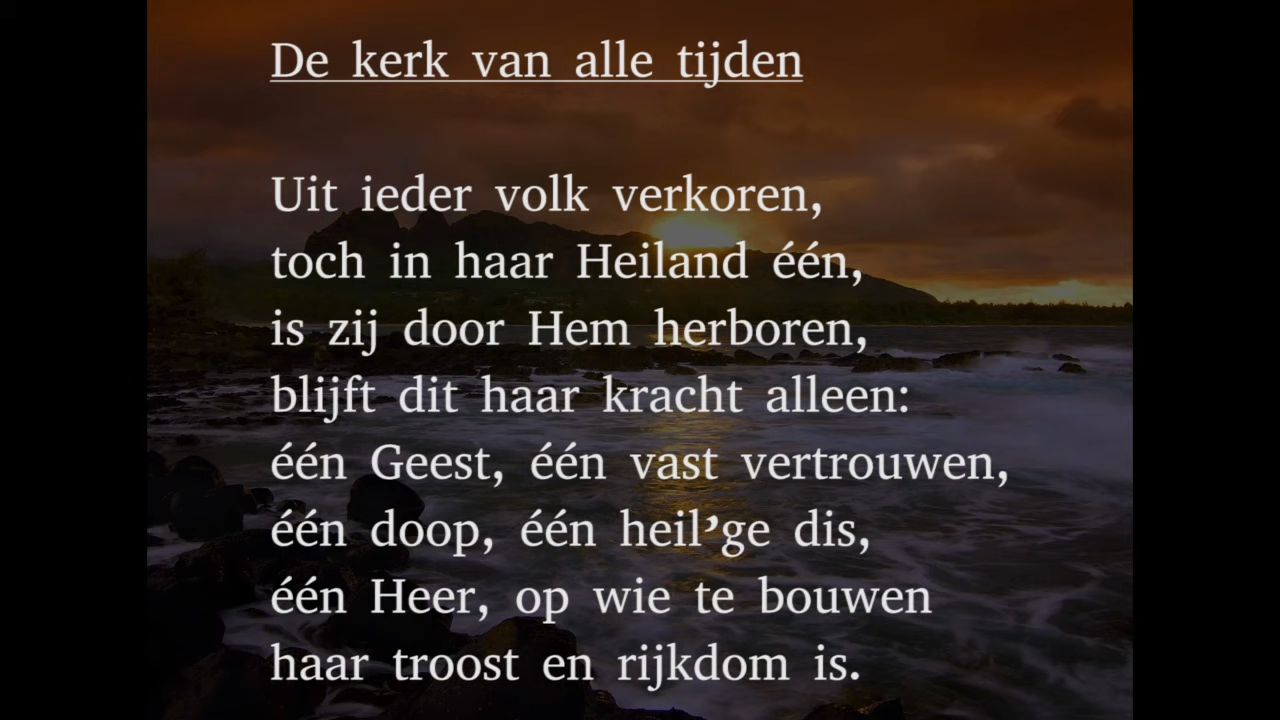 De kerk van alle tijden
Uit ieder volk verkoren,
toch in haar Heiland één,
is zij door Hem herboren,
blijft dit haar kracht alleen:
één Geest, één vast vertrouwen,
één doop, één heil’ge dis,
één Heer, op wie te bouwen
haar troost en rijkdom is.